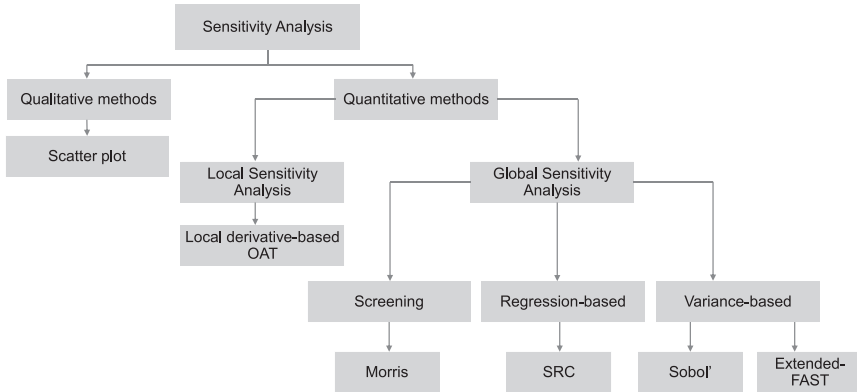 Sensitivity Analysis
Qualitative methods
Quantitative methods
Scatter plot
Local Sensitivity
Analysis
Global Sensitivity
Analysis
Local derivative-based
OAT
Screening
Regression-based
Variance-based
Morris
SRC
Sobol'
Extended-
FAST